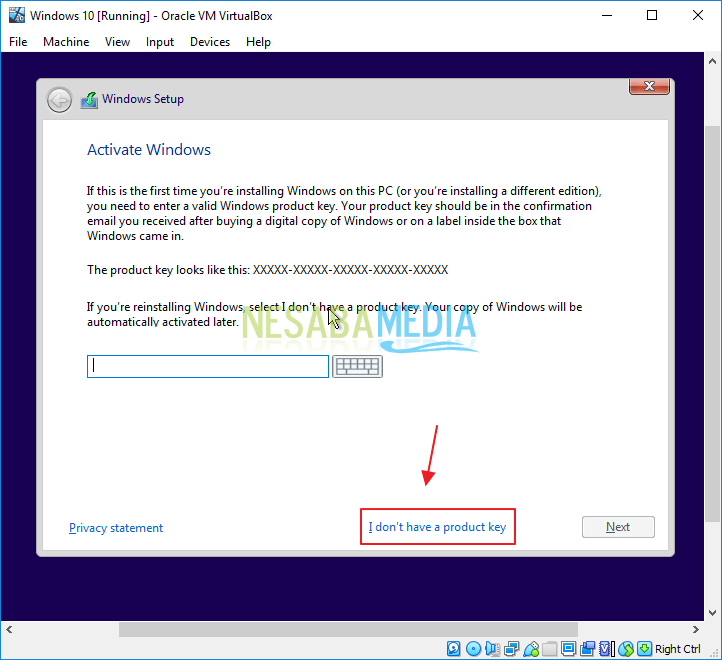 Windows 10 [Running] - Oracle VM VirtualBox
File Machine View Input Devices Help
Windows Setup
Activate Windows
If this is the first time you're installing Windows on this PC (or you're installing a different edition),
you need to enter a valid Windows product key. Your product key should be in the confirmation
email you received after buying a digital copy of Windows or on a label inside the box that
Windows came in.
The product key looks like this: XXXXX-XXXXX-XXXXX-XXXXX-XXXXX
If you're reinstalling Windows, select I don't have a product key. Your copy of Windows will be
automatically activated later.
NESABAMEDIA
Privacy statement
I don't have a product key
Next
Right Ctrl